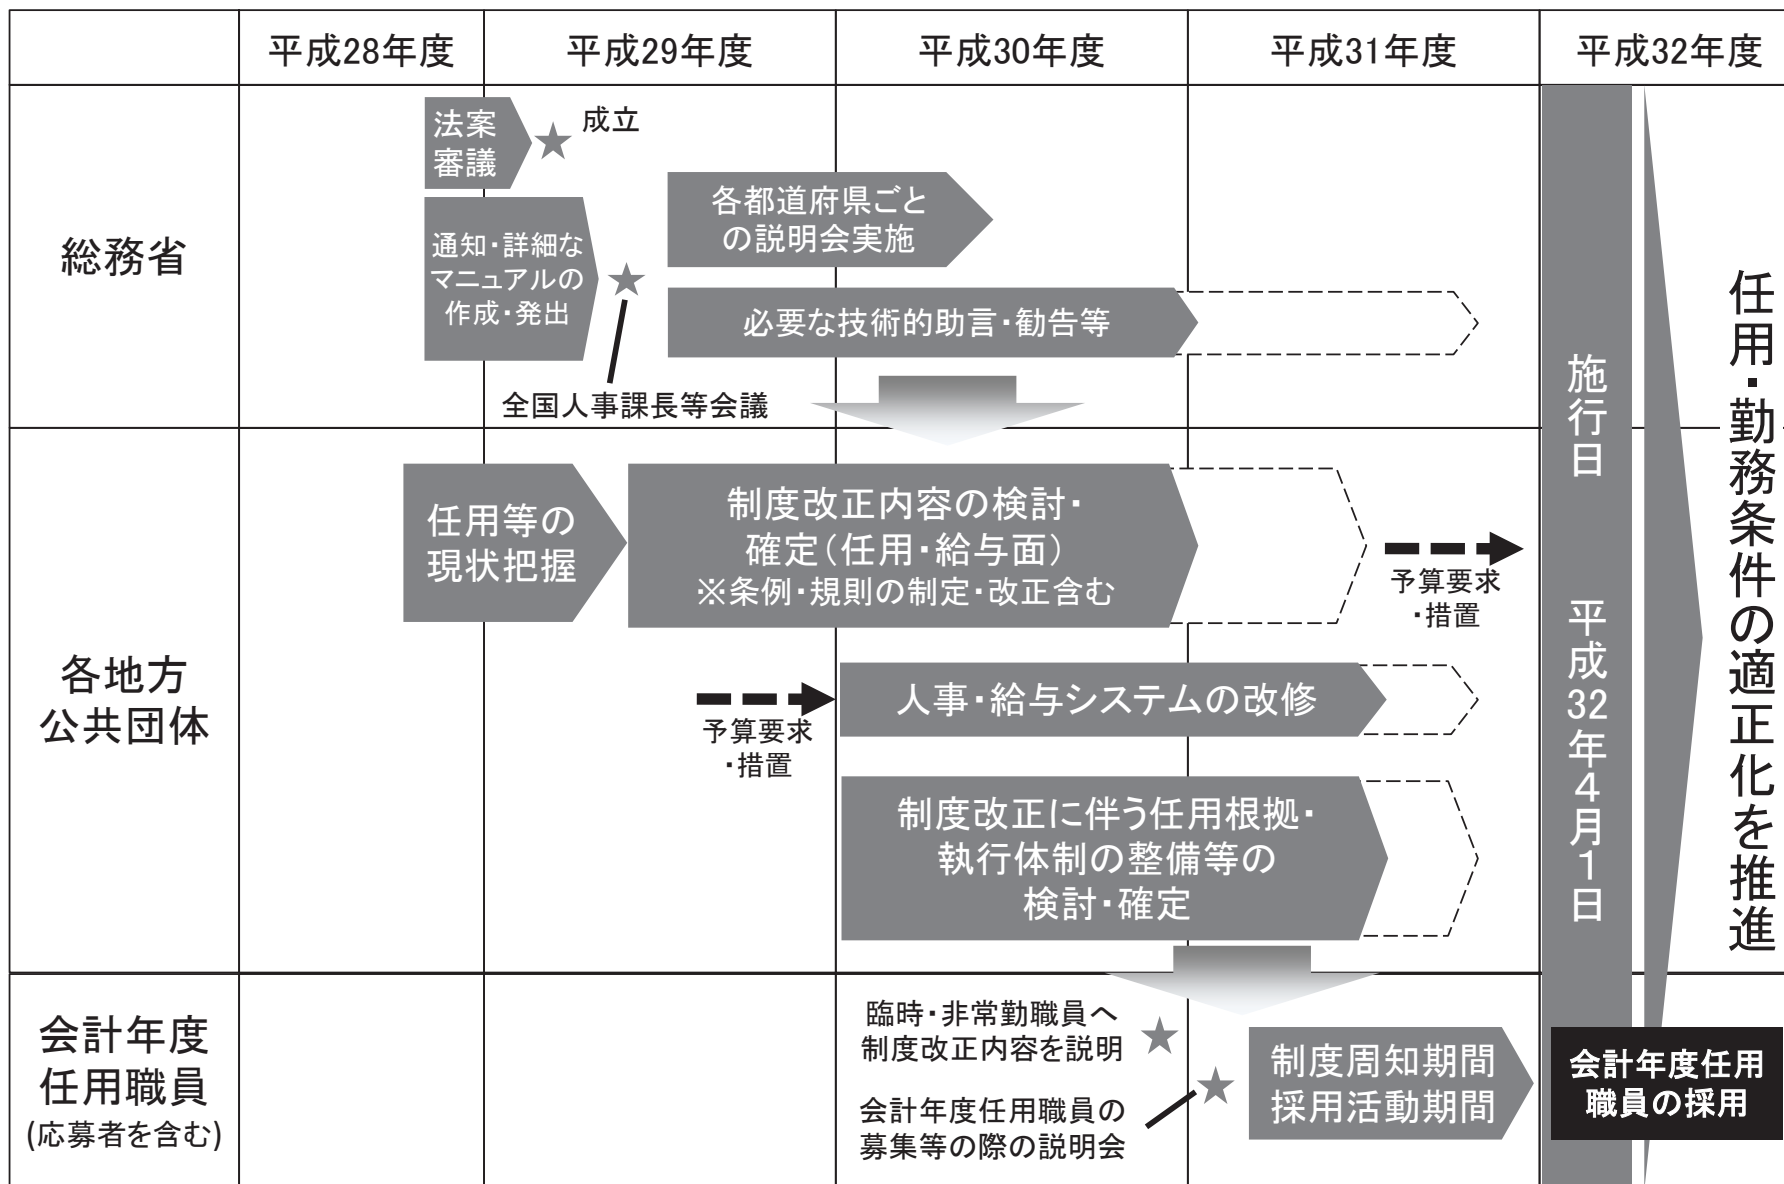 平成28年度
平成29年度
平成30年度
平成31年度
平成32年度
総務省
法案
審議
成立
通知・詳細な
マニュアルの
作成・発出
全国人事課長等会議
各都道府県ごと
の説明会実施
必要な技術的助言・勧告等
各地方
公共団体
任用等の
現状把握
制度改正内容の検討・
確定（任用・給与面）
※条例・規則の制定・改正含む
予算要求
・措置
予算要求
・措置
人事・給与システムの改修
制度改正に伴う任用根拠・
執行体制の整備等の
検討・確定
会計年度
任用職員
(応募者を含む)
臨時・非常勤職員へ
制度改正内容を説明
会計年度任用職員の
募集等の際の説明会
制度周知期間
採用活動期間
施行日　平成32年４月１日
会計年度任用
職員の採用
任用・勤務条件の適正化を推進